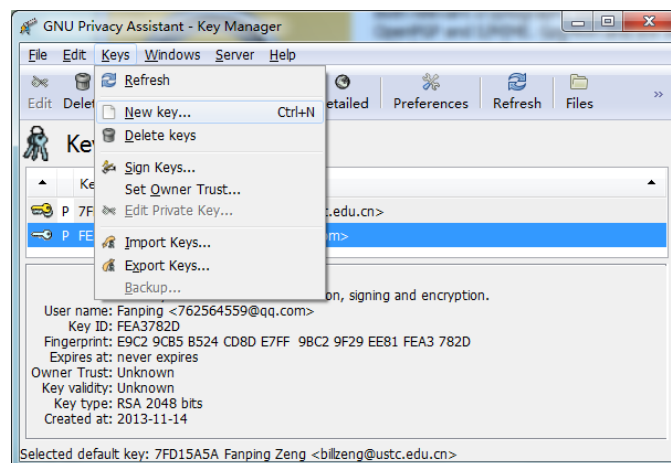 GNU Privacy Assistant - Key Manager
File Edit Keys Windows Server Help
Refresh
Edit Delet etailed Preferences Refresh Files »
New key... Ctrl+N
Delete keys
Ke
Sign Keys...
Ke
Set Owner Trust...
P 7F Edit Private Key... t.edu.cn>
P FE om>
Import Keys...
Export Keys...
on, signing and encryption.
Backup...
User name: Fanping <762564559@qq.com>
Key ID: FEA3782D
Fingerprint: E9C2 9CB5 B524 CD8D E7FF 9BC2 9F29 EE81 FEA3 782D
Expires at: never expires
Owner Trust: Unknown
Key validity: Unknown
Key type: RSA 2048 bits
Created at: 2013-11-14
Selected default key: 7FD15A5A Fanping Zeng <billzeng@ustc.edu.cn>